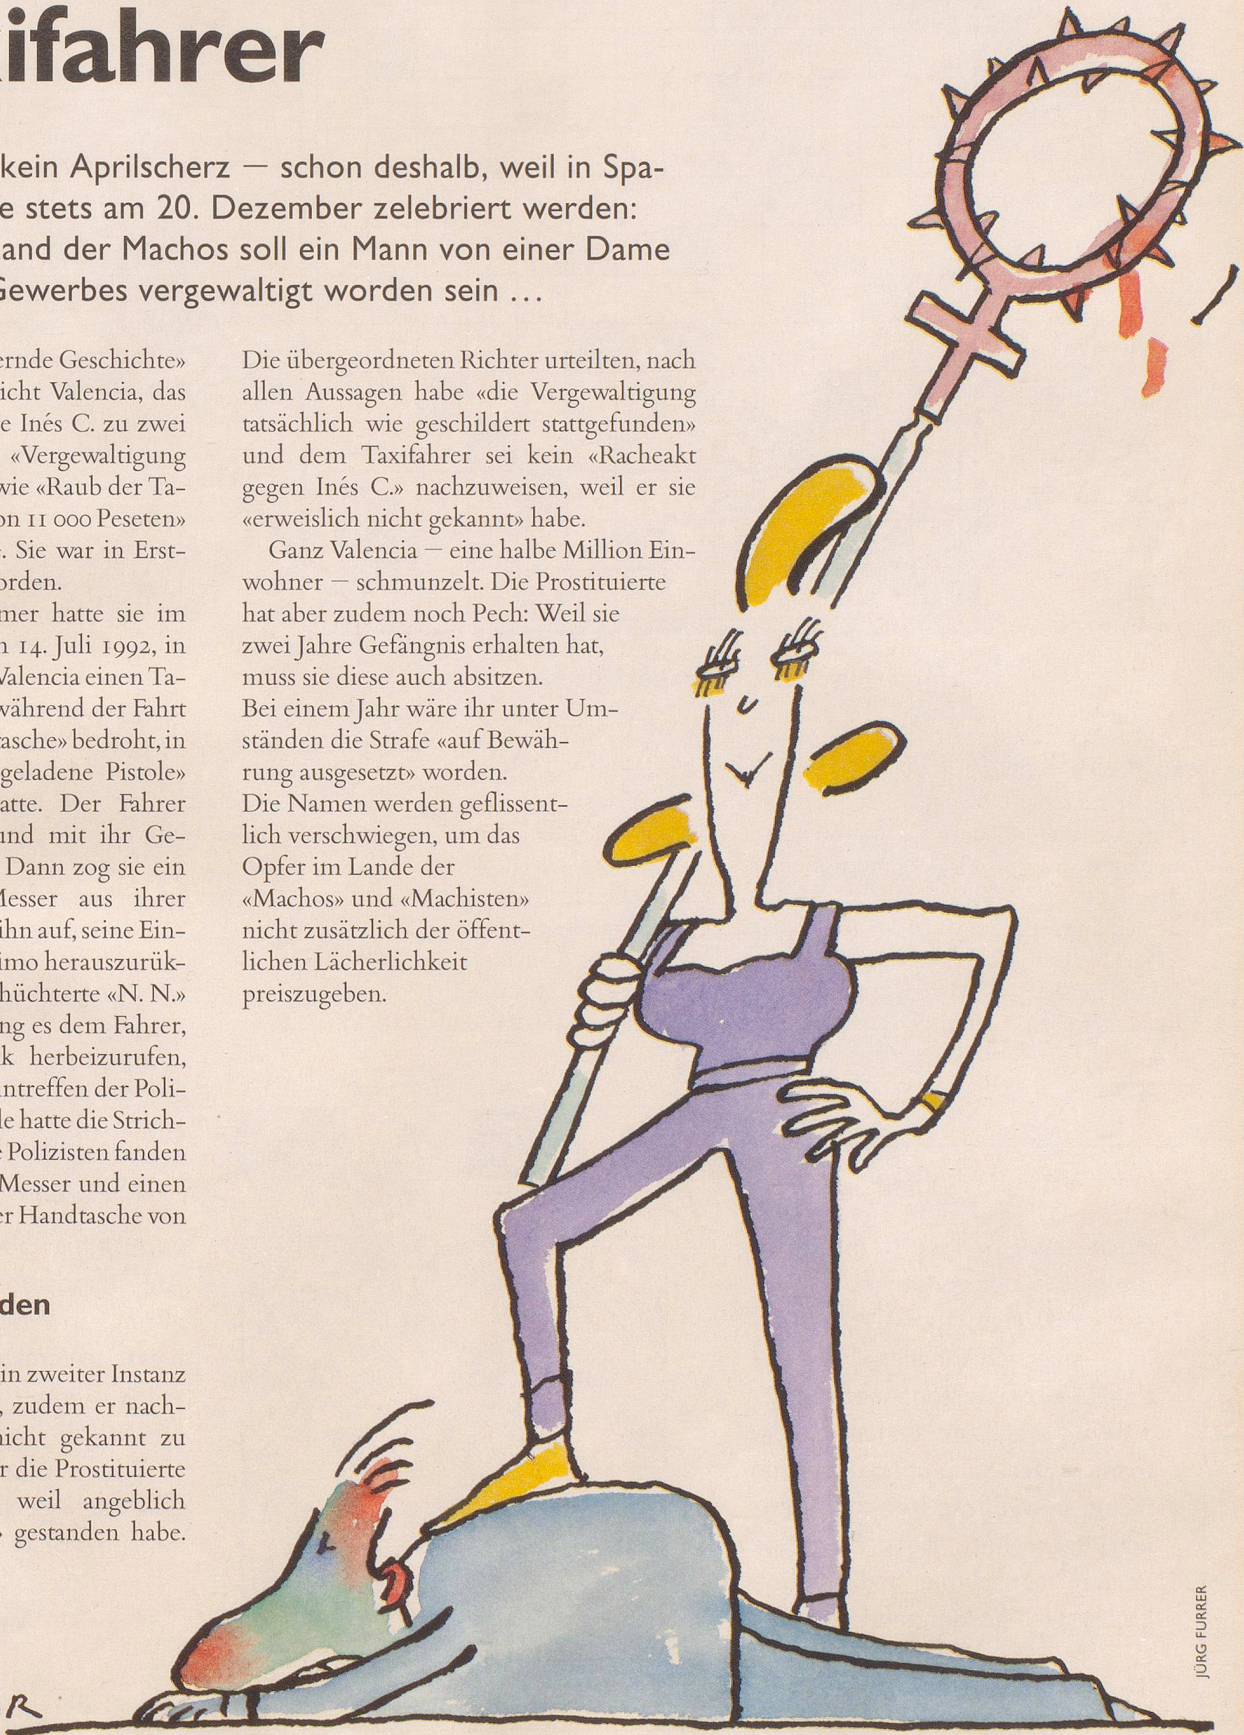 ifahrer
kein Aprilscherz — schon deshalb, weil in Spa-
e stets am 20. Dezember zelebriert werden:
and der Machos soll ein Mann von einer Dame
Gewerbes vergewaltigt worden sein …
ernde Geschichte»
icht Valencia, das
e Inés C. zu zwei
«Vergewaltigung
wie «Raub der Ta-
on 11 000 Peseten»
. Sie war in Erst-
orden.
mer hatte sie im
n 14. Juli 1992, in
Valencia einen Ta-
während der Fahrt
tasche» bedroht, in
geladene Pistole»
atte. Der Fahrer
und mit ihr Ge-
Dann zog sie ein
Messer aus ihrer
ihn auf, seine Ein-
imo herauszurük-
hüchterte «N. N.»
ng es dem Fahrer,
k herbeizurufen,
intreffen der Poli-
le hatte die Strich-
e Polizisten fanden
Messer und einen
er Handtasche von
den
in zweiter Instanz
, zudem er nach-
nicht gekannt zu
r die Prostituierte
weil angeblich
» gestanden habe.
Die übergeordneten Richter urteilten, nach
allen Aussagen habe «die Vergewaltigung
tatsächlich wie geschildert stattgefunden»
und dem Taxifahrer sei kein «Racheakt
gegen Inés C.» nachzuweisen, weil er sie
«erweislich nicht gekannt» habe.
Ganz Valencia — eine halbe Million Ein-
wohner — schmunzelt. Die Prostituierte
hat aber zudem noch Pech: Weil sie
zwei Jahre Gefängnis erhalten hat,
muss sie diese auch absitzen.
Bei einem Jahr wäre ihr unter Um-
ständen die Strafe «auf Bewäh-
rung ausgesetzt» worden.
Die Namen werden geflissent-
lich verschwiegen, um das
Opfer im Lande der
«Machos» und «Machisten»
nicht zusätzlich der öffent-
lichen Lächerlichkeit
preiszugeben.
JÜRG FURRER
R